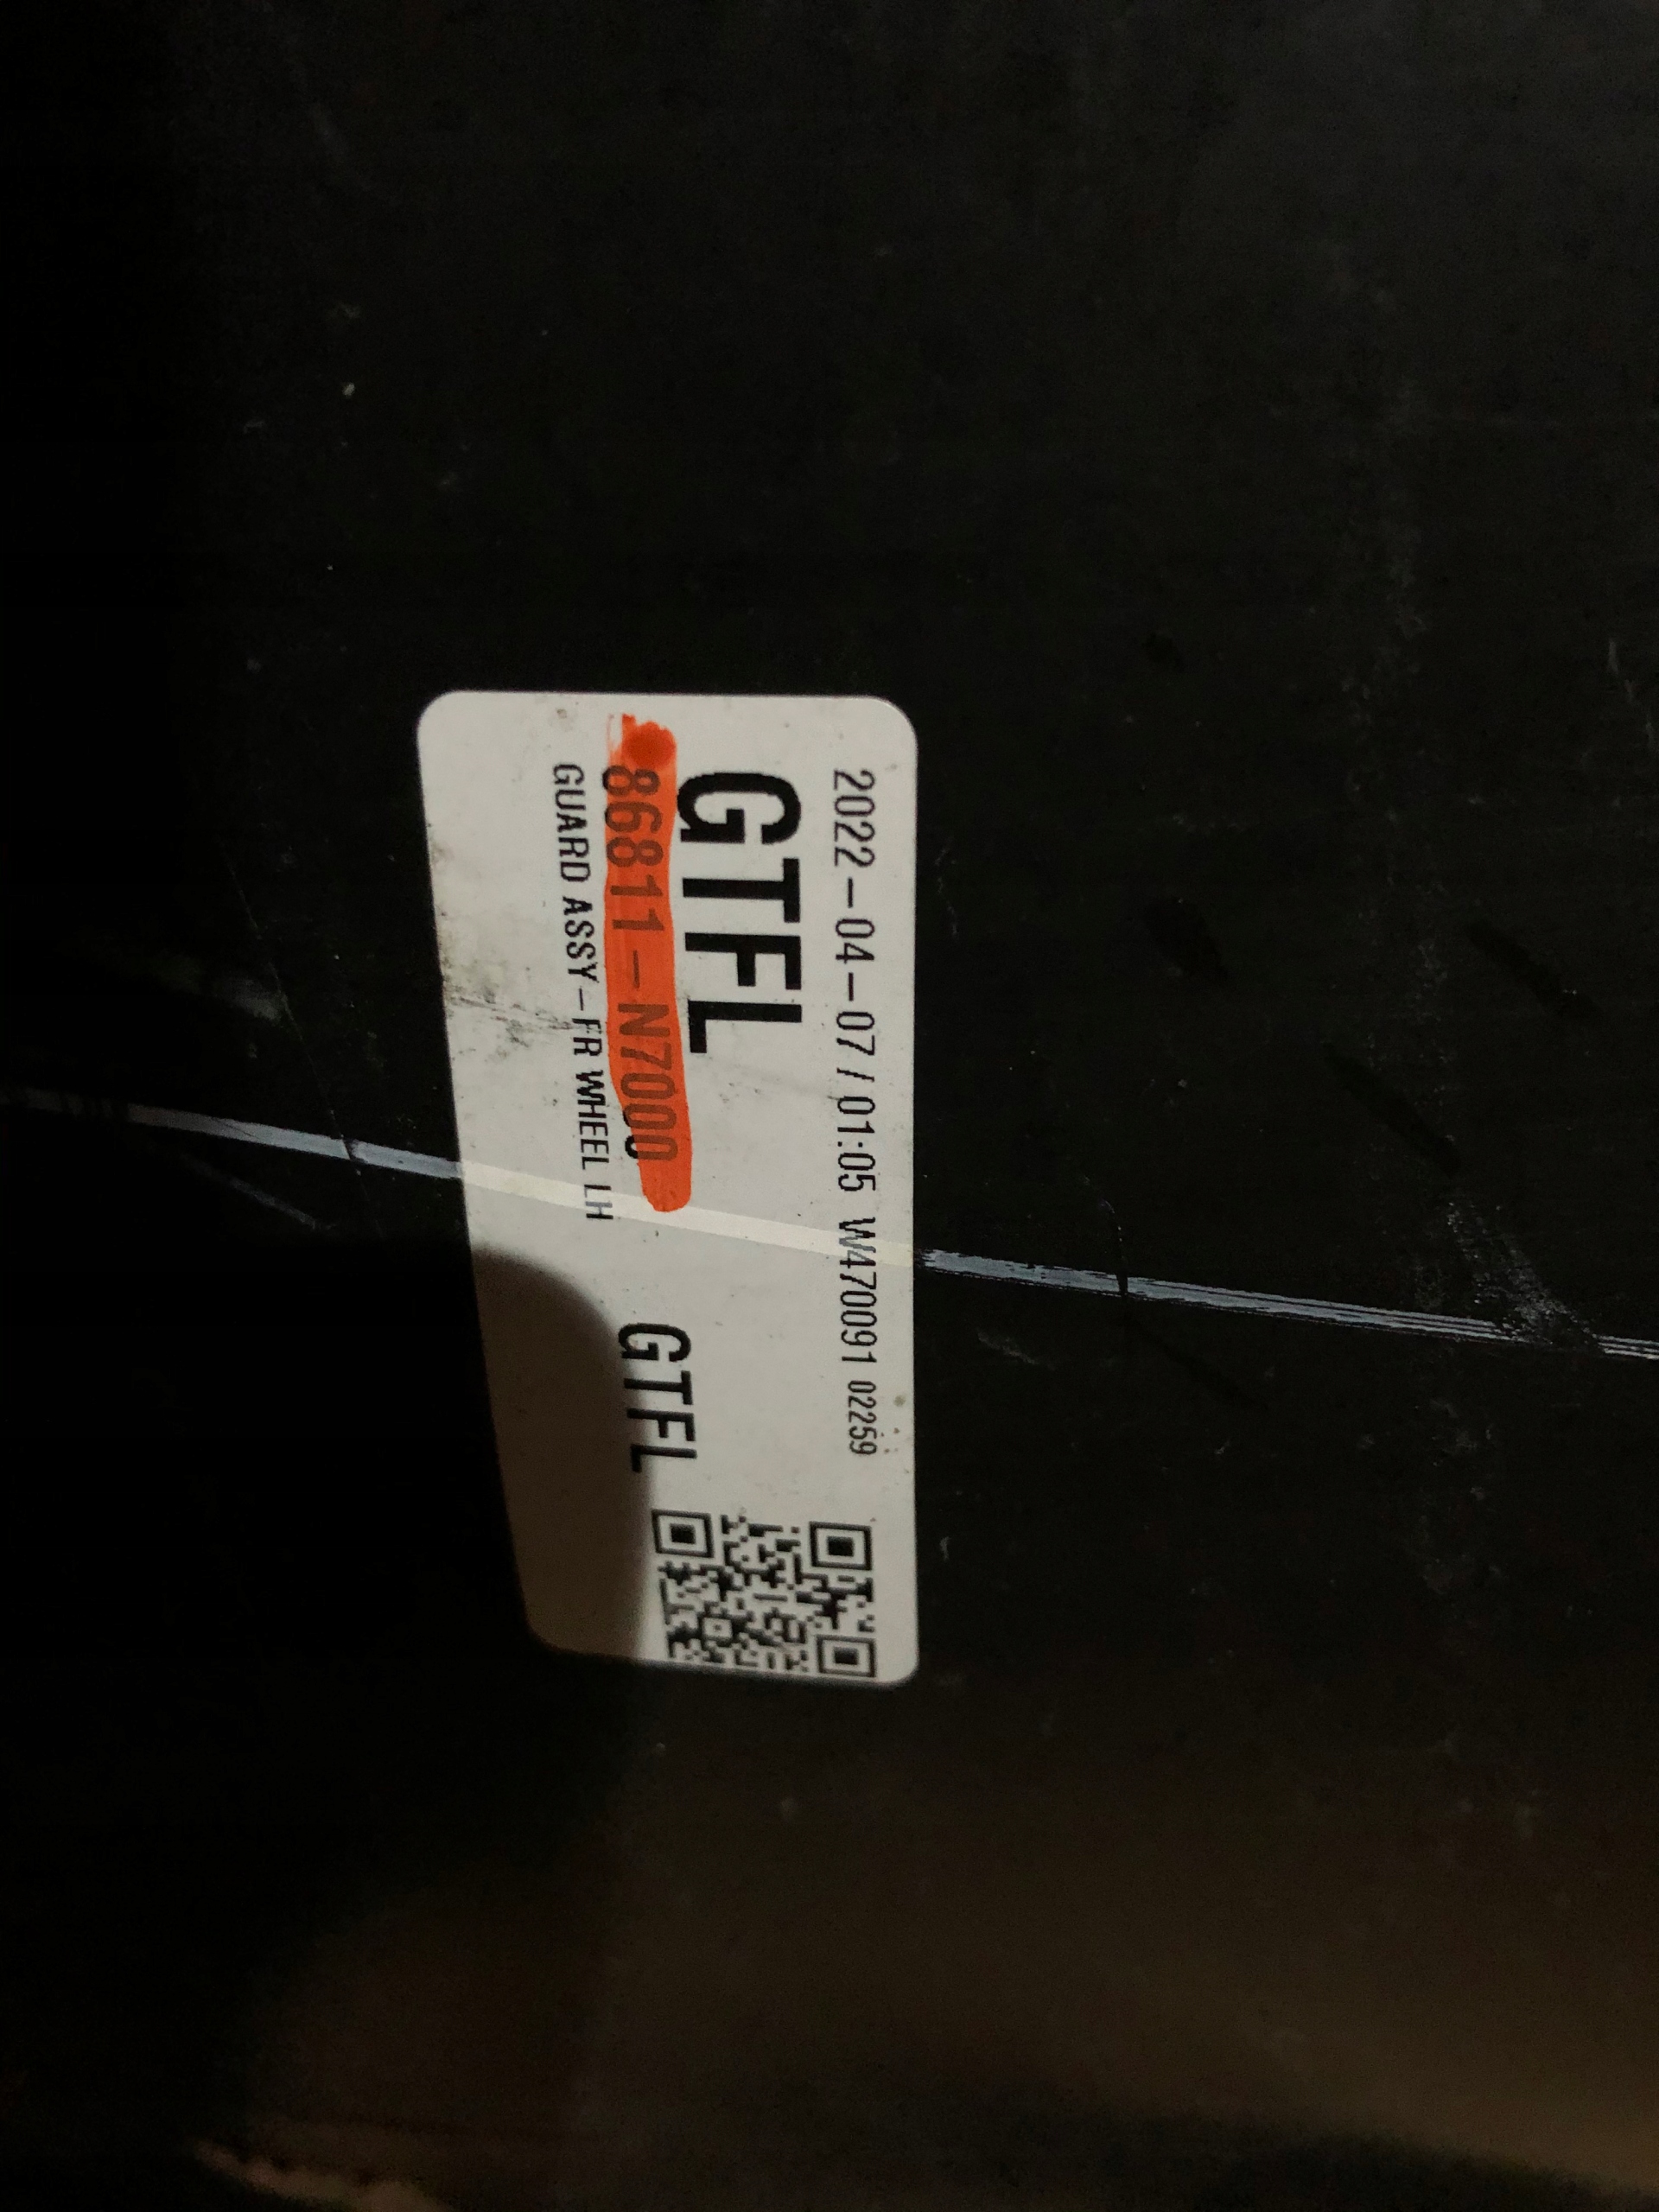 2022-04-07 / 01:05 W470091 02259
GTFL
86811-N7000
GTFL
GUARD ASSY-FR WHEEL LH